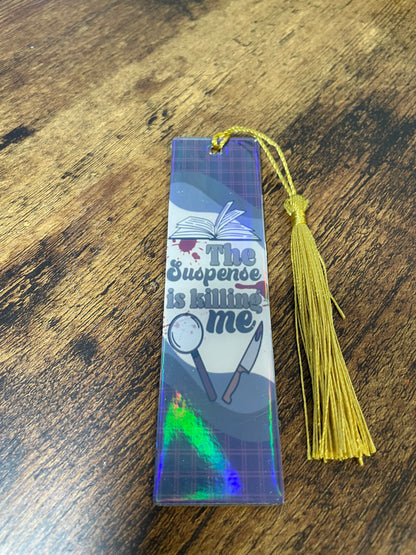 The
Suspense
is killing
me